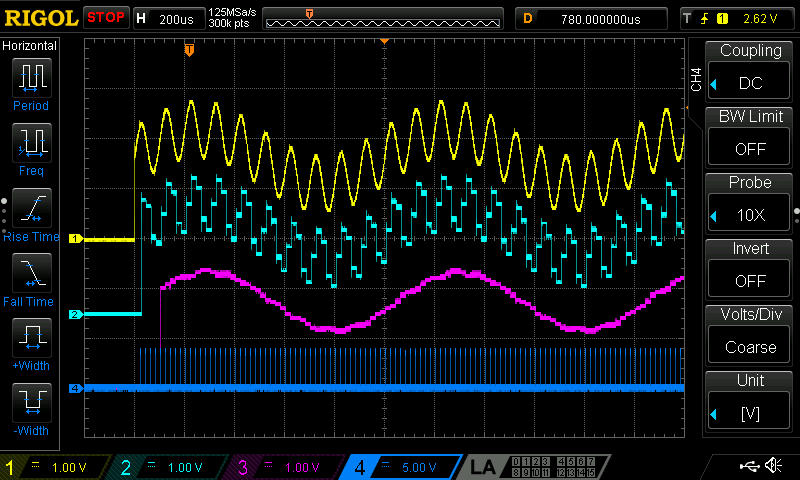 RIGOL STOP H 200us 125MSa/s 300k pts T D 780.000000us T 1 2.62 V
Horizontal
Period
Freq
Rise Time
Fall Time
+Width
-Width
T
1
2
4
CH4
Coupling
DC
BW Limit
OFF
Probe
10X
Invert
OFF
Volts/Div
Coarse
Unit
[V]
1 1.00 V 2 1.00 V 3 1.00 V 4 5.00 V LA 0 1 2 3 4 5 6 7
8 9 10 11 12 13 14 15